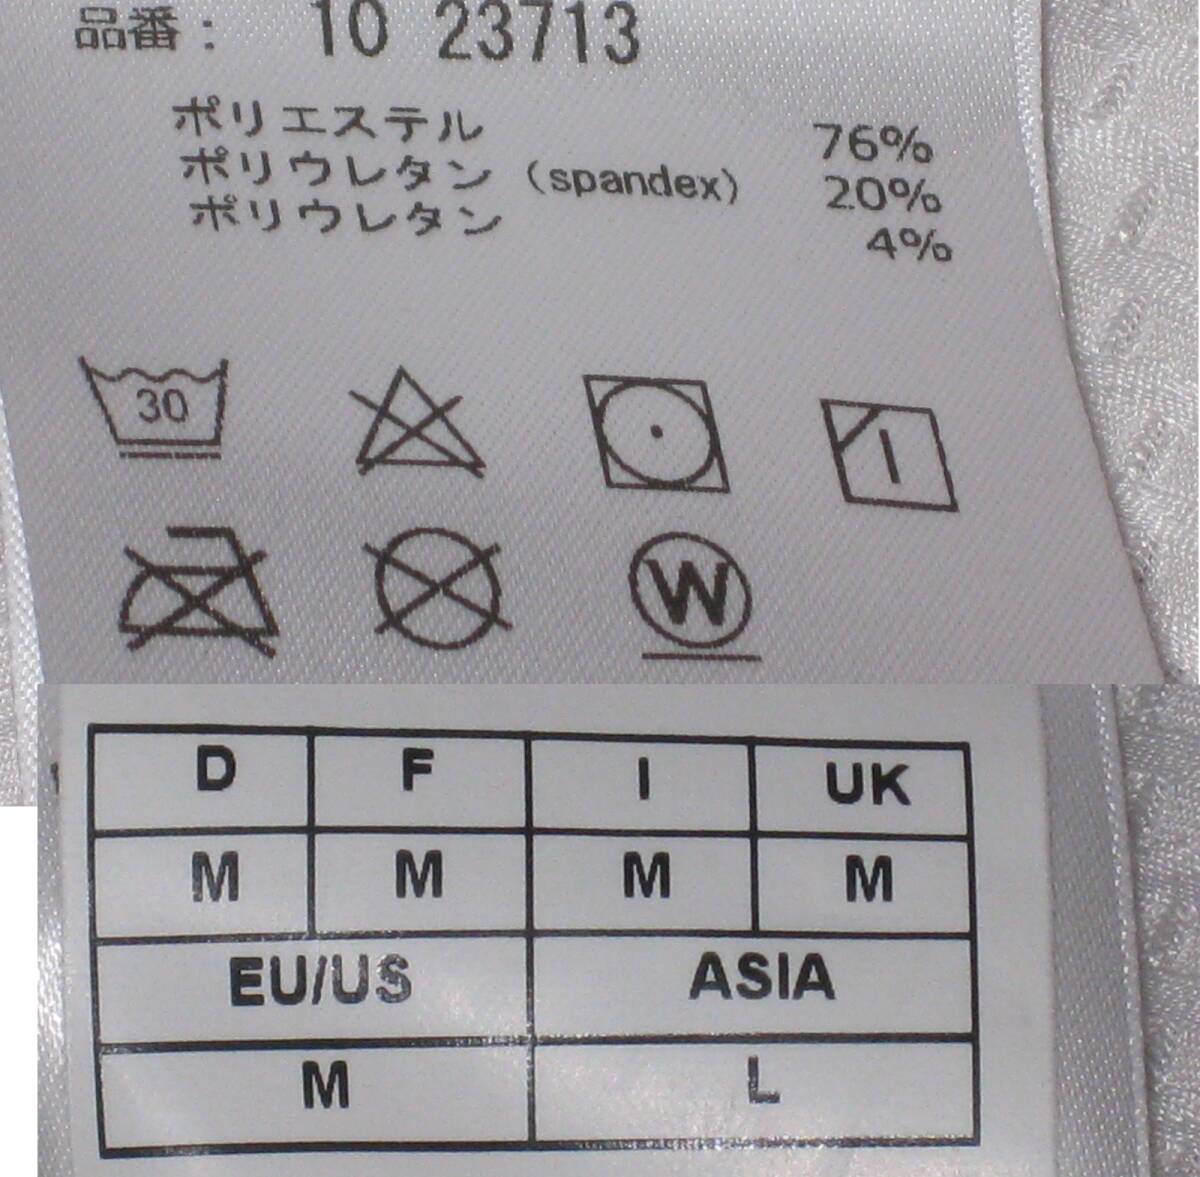 品番： 10 23713
ポリエステル 76%
ポリウレタン (spandex) 20%
ポリウレタン 4%
30
W
D F I UK
M M M M
EU/US ASIA
M L